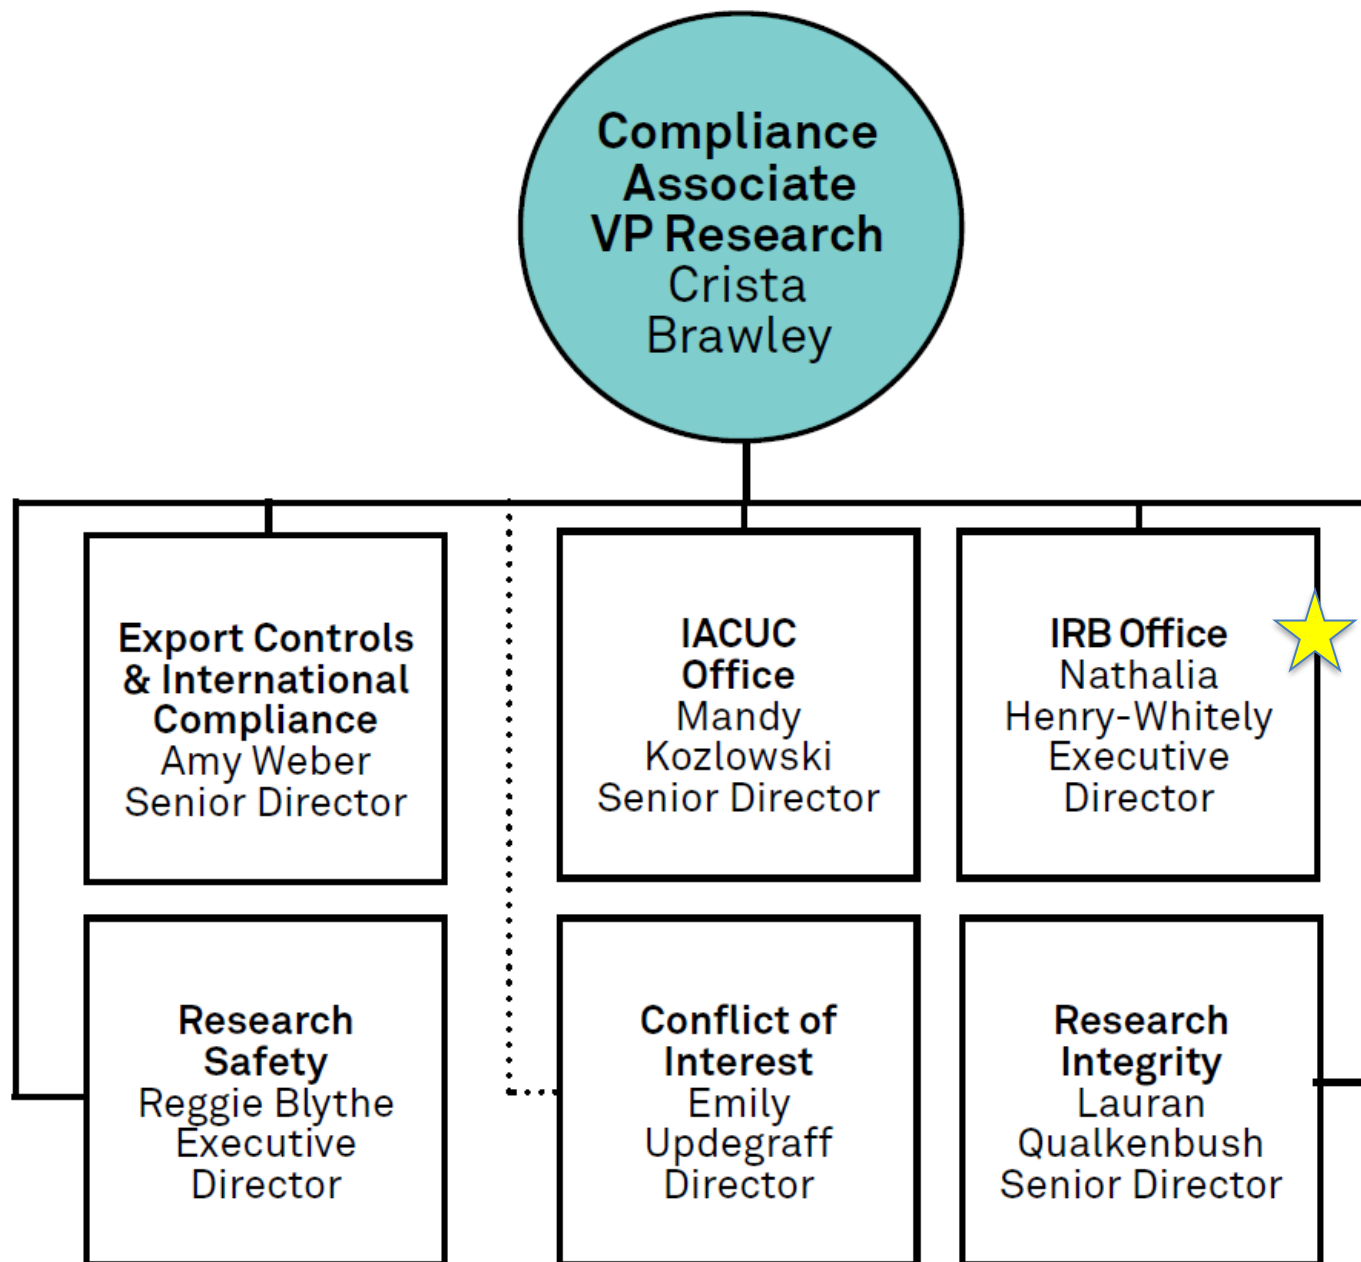 Compliance
Associate
VP Research
Crista
Brawley
Export Controls
& International
Compliance
Amy Weber
Senior Director
IACUC
Office
Mandy
Kozlowski
Senior Director
IRB Office
Nathalia
Henry-Whitely
Executive
Director
Research
Safety
Reggie Blythe
Executive
Director
Conflict of
Interest
Emily
Updegraff
Director
Research
Integrity
Lauran
Qualkenbush
Senior Director